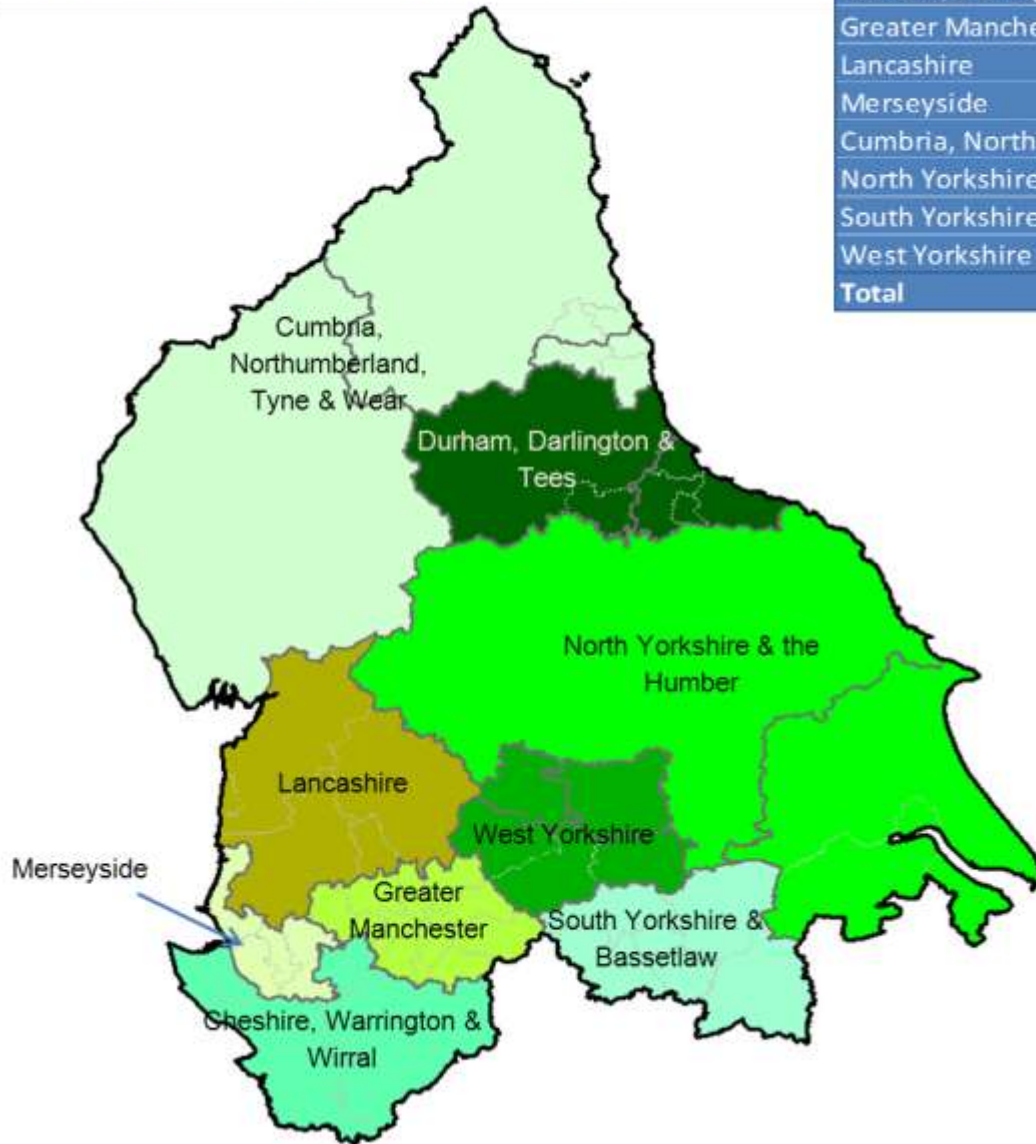 Greater Manche
Lancashire
Merseyside
Cumbria, North
North Yorkshire
South Yorkshire
West Yorkshire
Total
Cumbria,
Northumberland,
Tyne & Wear
Durham, Darlington &
Tees
North Yorkshire & the
Humber
Lancashire
West Yorkshire
Merseyside
Greater
Manchester
South Yorkshire &
Bassetlaw
Cheshire, Warrington &
Wirral